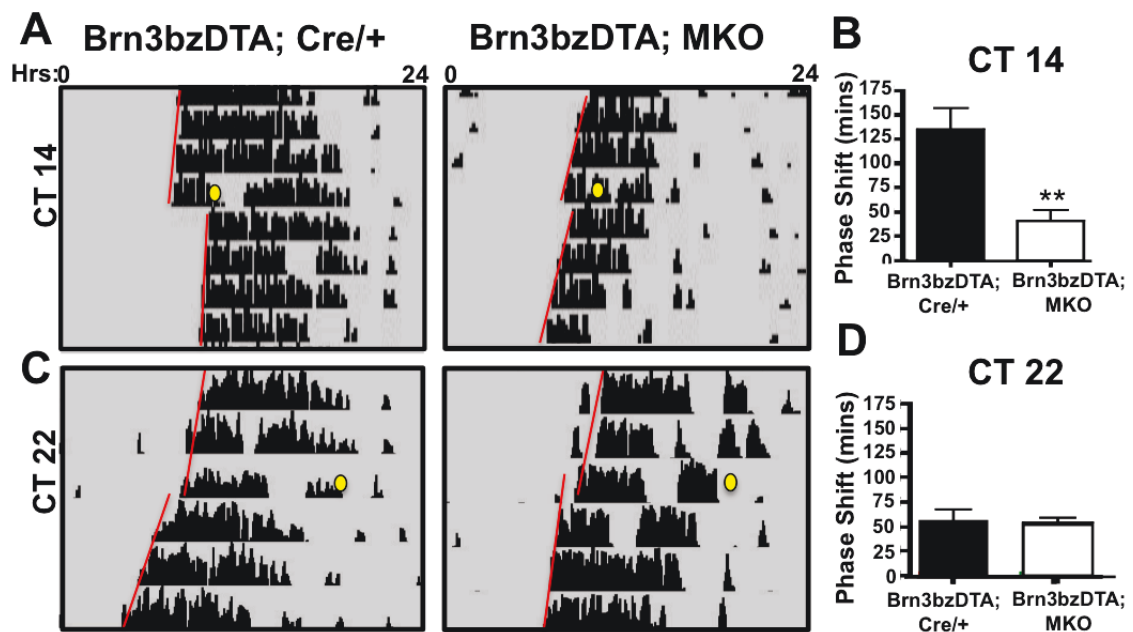 A
Brn3bzDTA; Cre/+
Brn3bzDTA; MKO
Hrs:0
24
0
24
CT 14
B
CT 14
Phase Shift (mins)
175
150
125
100
75
50
25
0
**
Brn3bzDTA;
Cre/+
Brn3bzDTA;
MKO
C
CT 22
D
CT 22
Phase Shift (mins)
175
150
125
100
75
50
25
0
Brn3bzDTA;
Cre/+
Brn3bzDTA;
MKO